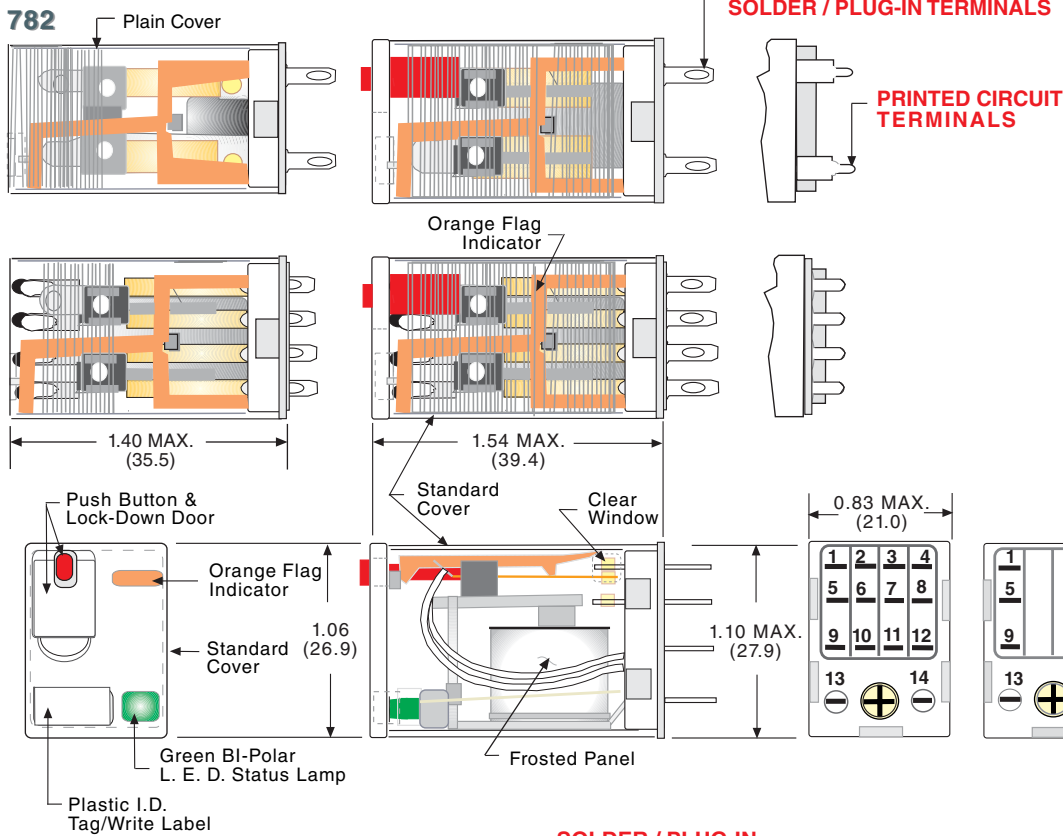 782
Plain Cover
SOLDER / PLUG-IN TERMINALS
PRINTED CIRCUIT
TERMINALS
Orange Flag
Indicator
1.40 MAX.
(35.5)
1.54 MAX.
(39.4)
Push Button &
Lock-Down Door
Standard
Cover
Clear
Window
0.83 MAX.
(21.0)
Orange Flag
Indicator
1.06
(26.9)
Standard
Cover
1.10 MAX.
(27.9)
1 2 3 4
5 6 7 8
9 10 11 12
13 14
1
5
9
13
Green BI-Polar
L. E. D. Status Lamp
Frosted Panel
Plastic I.D.
Tag/Write Label
SOLDER / PLUG-IN